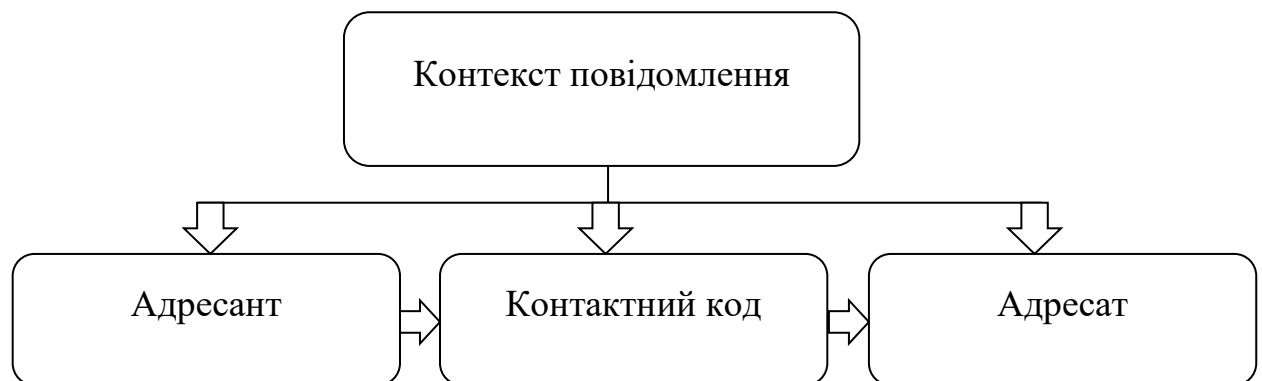 Контекст повідомлення
Адресант
Контактний код
Адресат